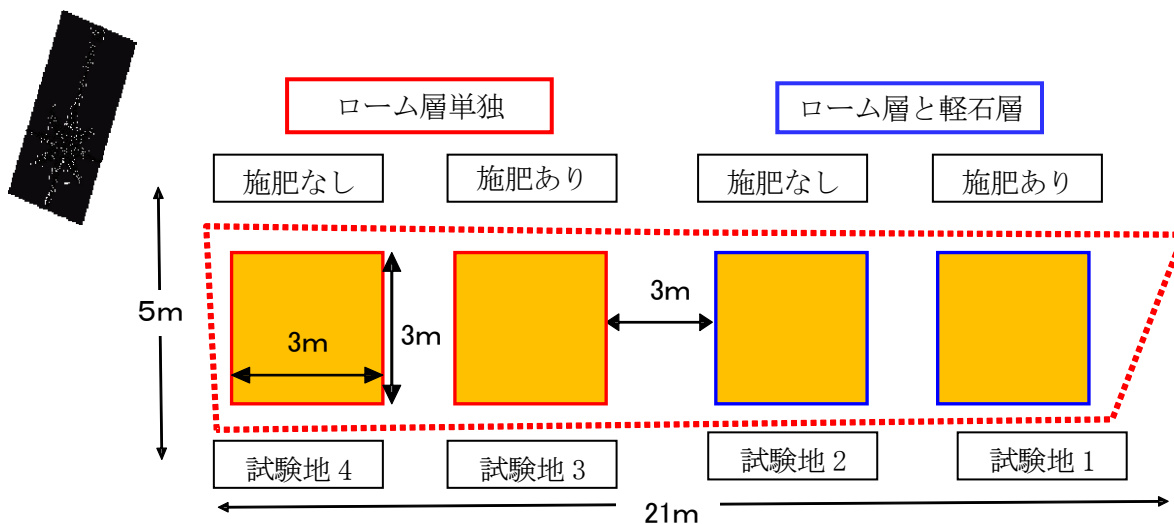 ローム層単独
ローム層と軽石層
施肥なし
施肥あり
施肥なし
施肥あり
5m
3m
3m
3m
試験地 4
試験地 3
試験地 2
試験地 1
21m